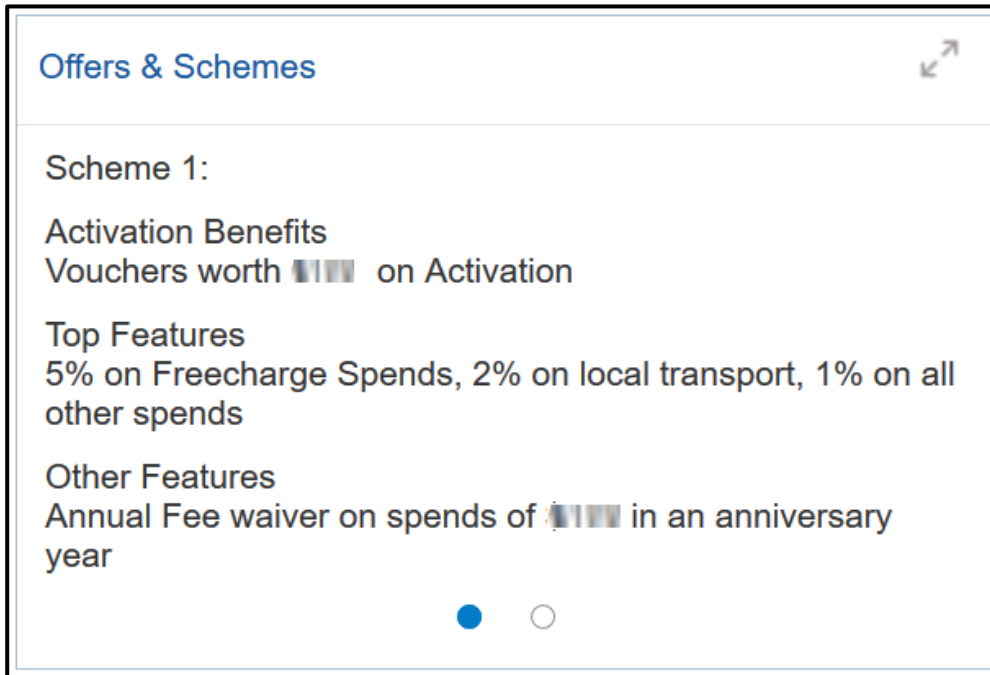 Offers & Schemes
Scheme 1:
Activation Benefits
Vouchers worth on Activation
Top Features
5% on Freecharge Spends, 2% on local transport, 1% on all
other spends
Other Features
Annual Fee waiver on spends of in an anniversary
year